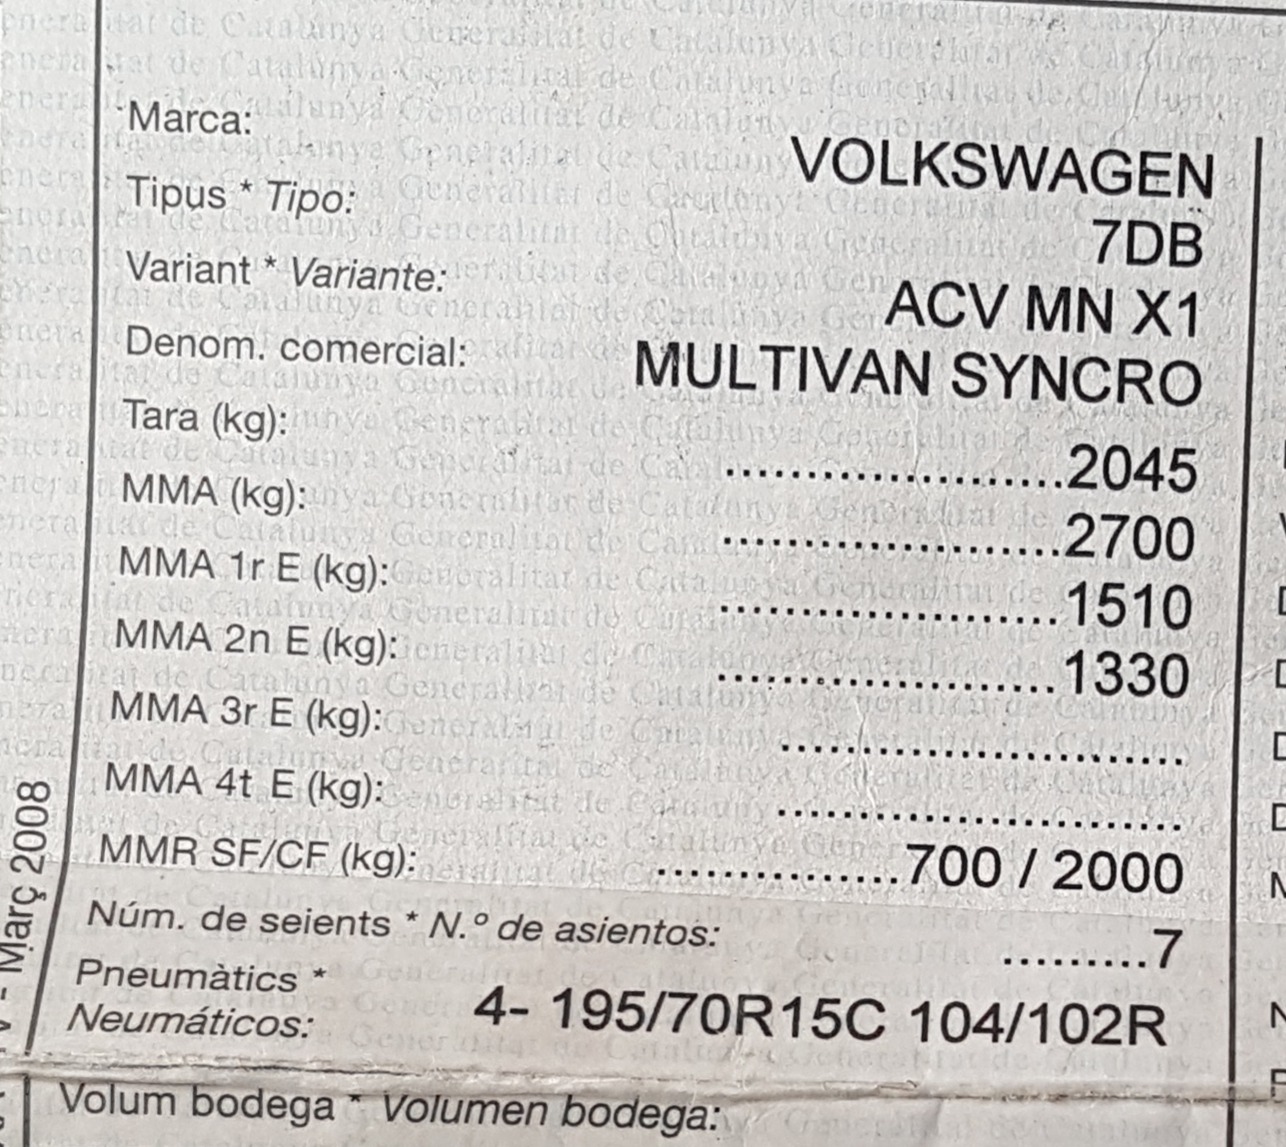 Marca: VOLKSWAGEN
Tipus * Tipo: 7DB
Variant * Variante: ACV MN X1
Denom. comercial: MULTIVAN SYNCRO
Tara (kg): ........................2045
MMA (kg): ........................2700
MMA 1r E (kg): ........................1510
MMA 2n E (kg): ........................1330
MMA 3r E (kg): .............................
MMA 4t E (kg): .............................
MMR SF/CF (kg): .................700 / 2000
Núm. de seients * N.º de asientos: ..........7
Pneumàtics *
Neumáticos: 4- 195/70R15C 104/102R
Volum bodega * Volumen bodega:
- Març 2008
Generalitat de Catalunya